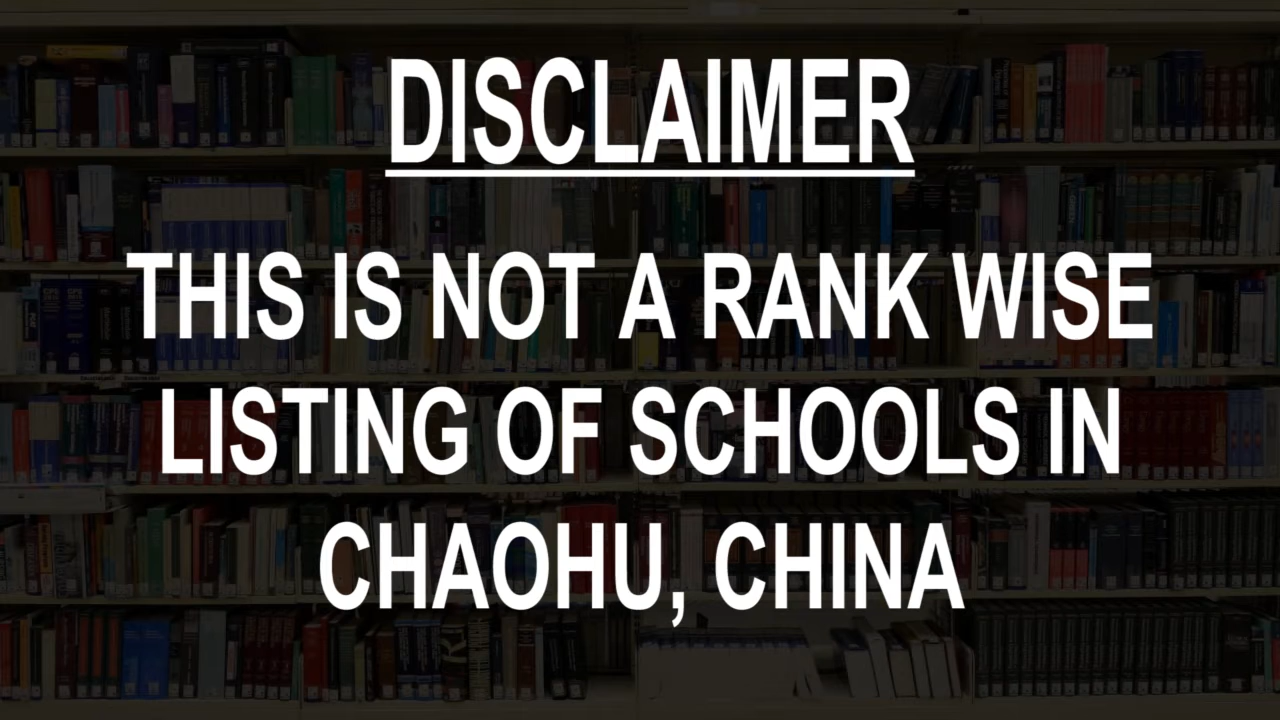 DISCLAIMER
THIS IS NOT A RANK WISE
LISTING OF SCHOOLS IN
CHAOHU, CHINA